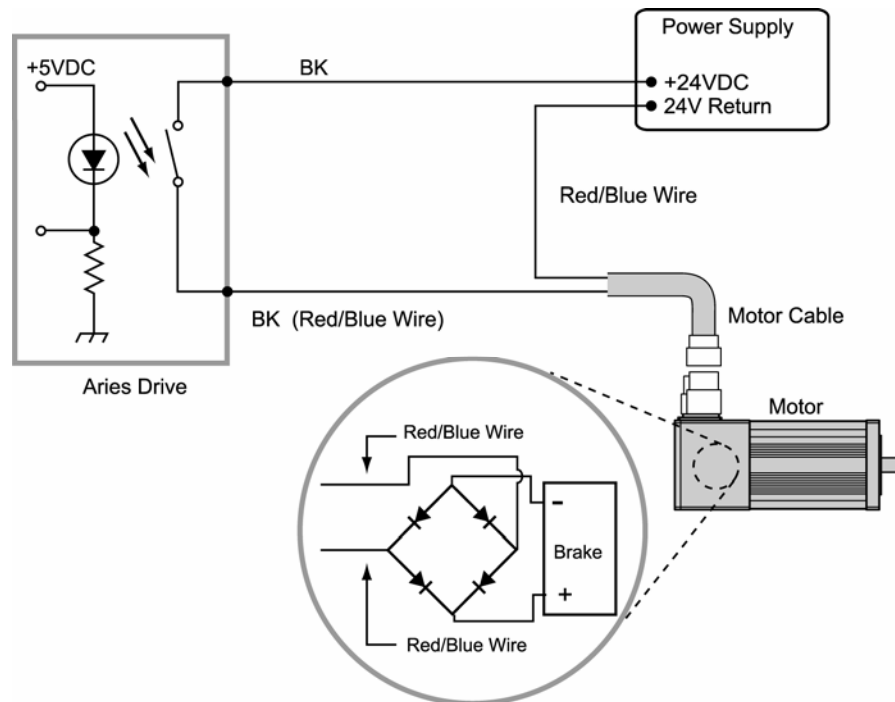 Power Supply
+5VDC
BK
+24VDC
24V Return
Red/Blue Wire
BK (Red/Blue Wire)
Motor Cable
Aries Drive
Motor
Red/Blue Wire
-
Brake
+
Red/Blue Wire